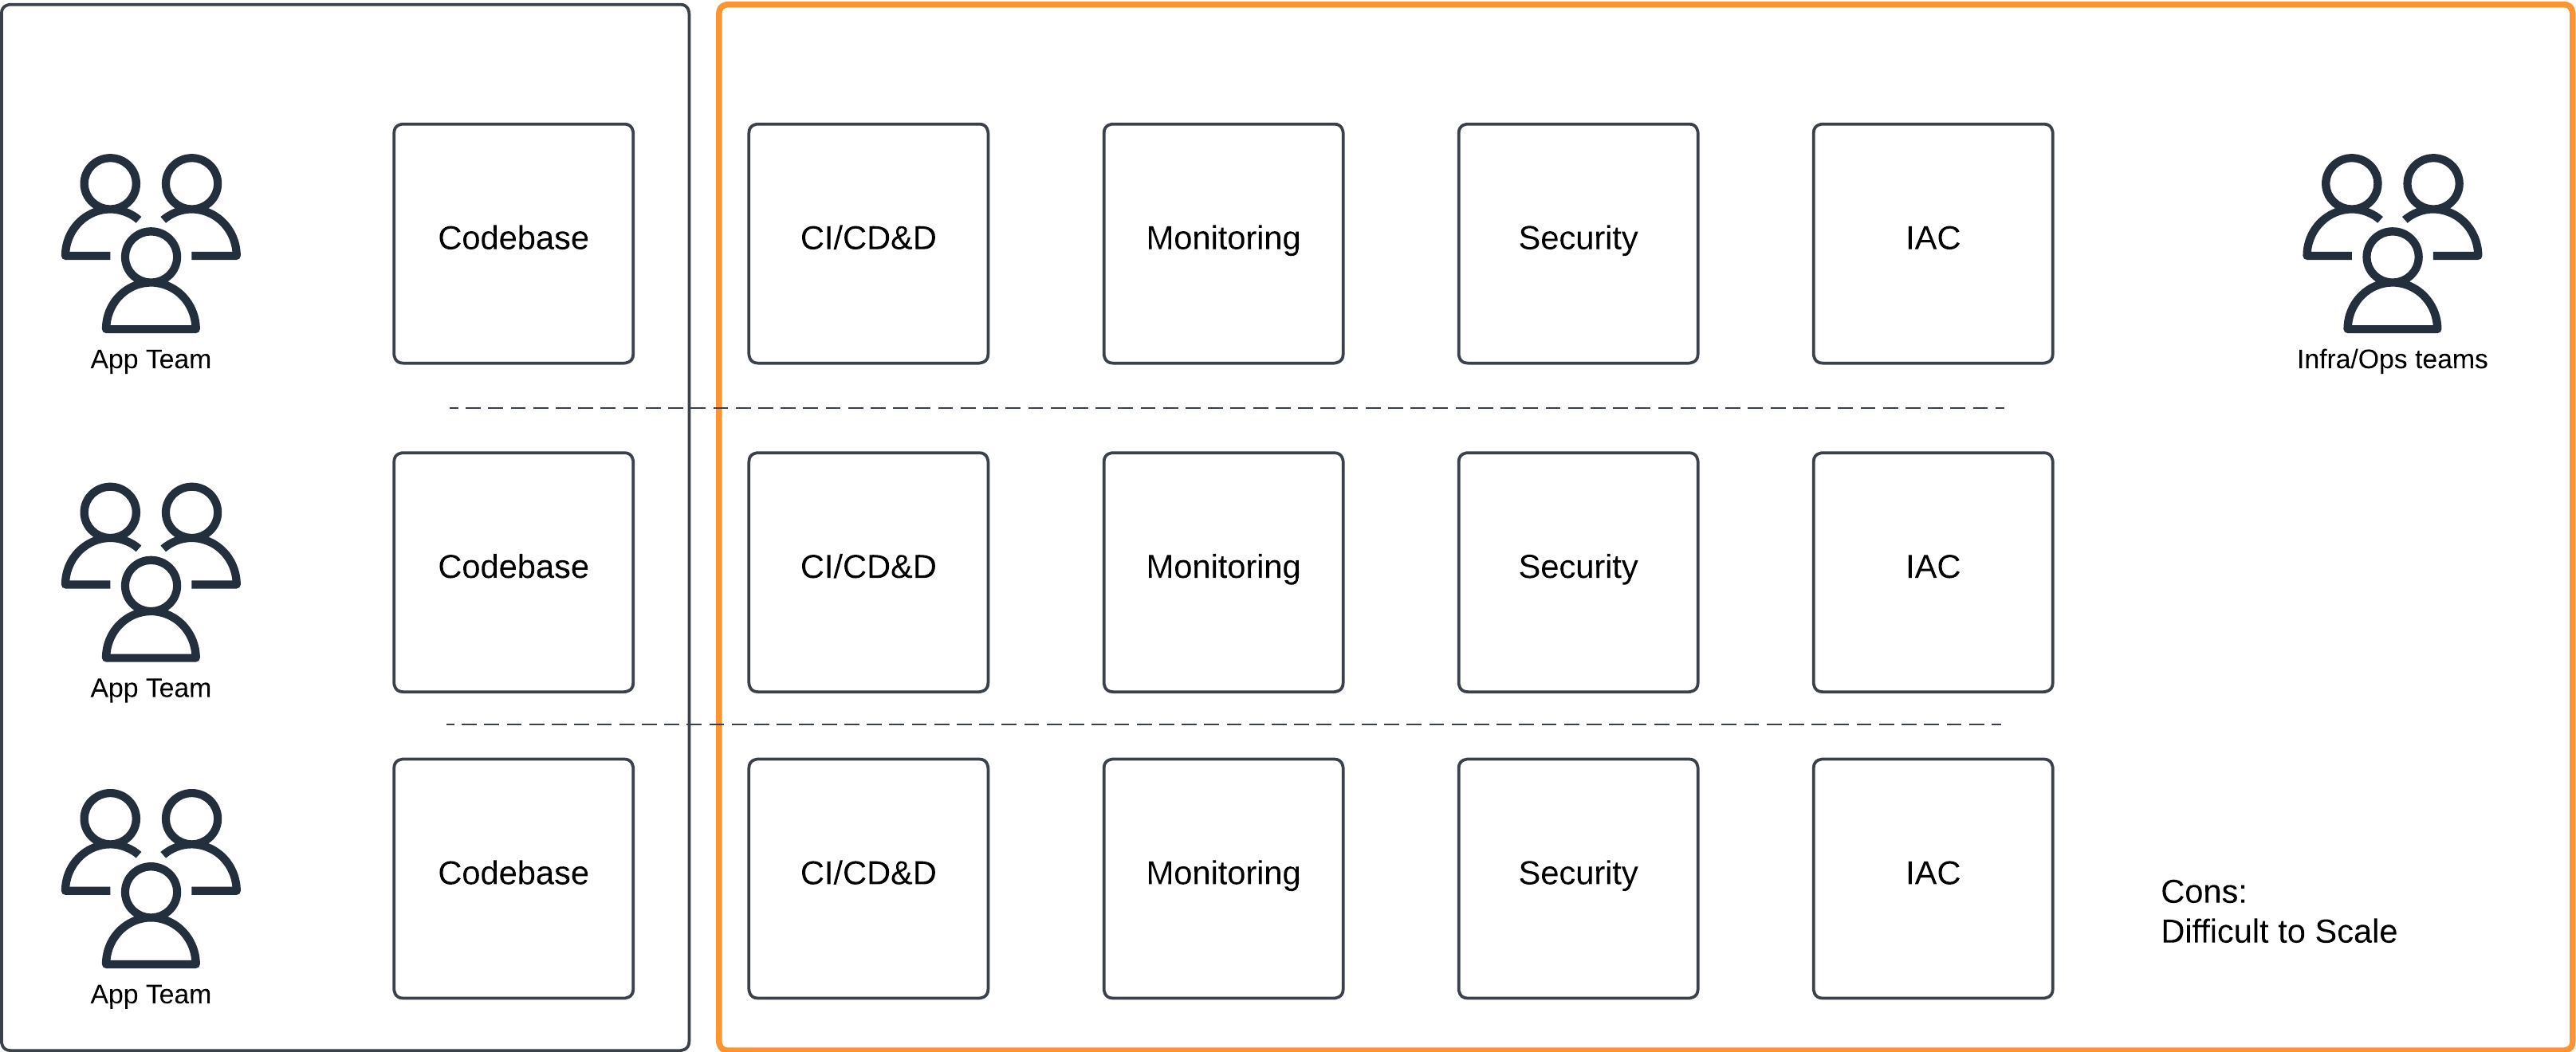 Codebase
CI/CD&D
Monitoring
Security
IAC
App Team
Infra/Ops teams
Codebase
CI/CD&D
Monitoring
Security
IAC
App Team
Codebase
CI/CD&D
Monitoring
Security
IAC
Cons:
Difficult to Scale
App Team